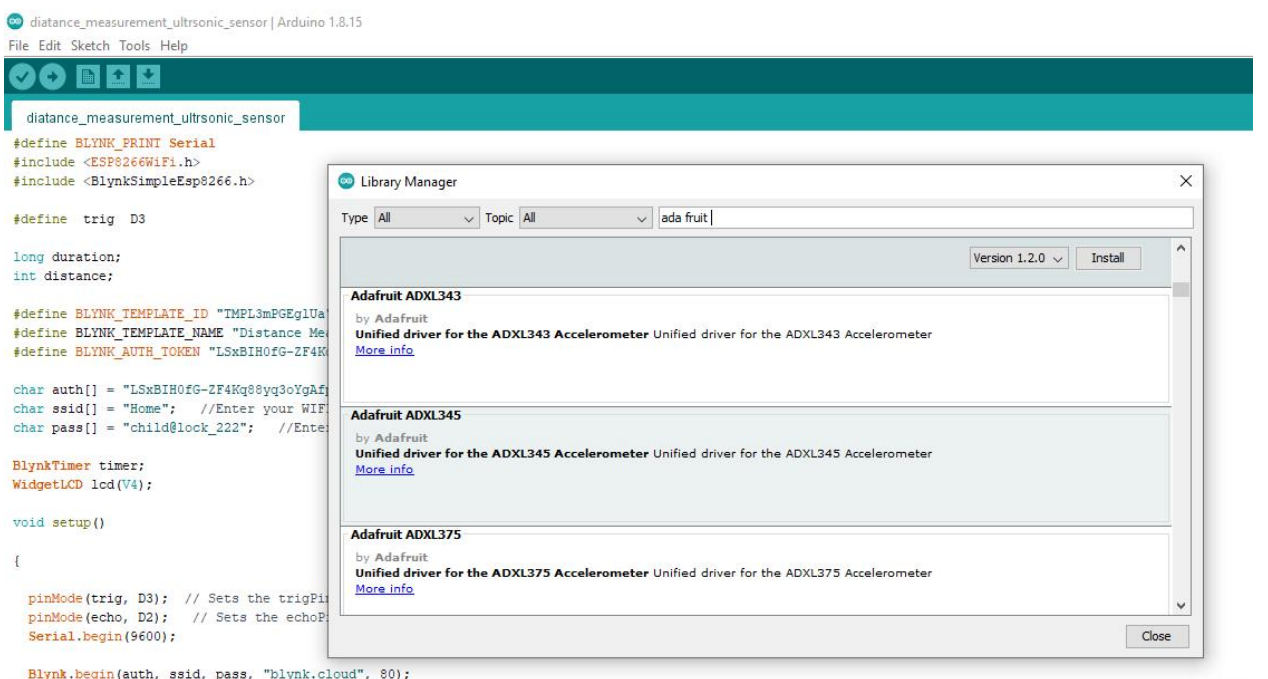 diatance_measurement_ultrsonic_sensor | Arduino 1.8.15
File Edit Sketch Tools Help
diatance_measurement_ultrsonic_sensor
#define BLYNK_PRINT Serial
#include <ESP8266WiFi.h>
#include <BlynkSimpleEsp8266.h>
#define trig D3
long duration;
int distance;
#define BLYNK_TEMPLATE_ID "TMPL3mPGEglUa"
#define BLYNK_TEMPLATE_NAME "Distance Mea
#define BLYNK_AUTH_TOKEN "LSxBIH0fG-ZF4K
char auth[] = "LSxBIH0fG-ZF4Kq88yq3oYgAf
char ssid[] = "Home"; //Enter your WIF
char pass[] = "child@lock_222"; //Ente
BlynkTimer timer;
WidgetLCD lcd(V4);
void setup()
{
pinMode(trig, D3); // Sets the trigPi
pinMode(echo, D2); // Sets the echoP
Serial.begin(9600);
Blynk.begin(auth, ssid, pass, "blynk.cloud", 80);
Library Manager
Type All Topic All ada fruit
Version 1.2.0 Install
Adafruit ADXL343
by Adafruit
Unified driver for the ADXL343 Accelerometer Unified driver for the ADXL343 Accelerometer
More info
Adafruit ADXL345
by Adafruit
Unified driver for the ADXL345 Accelerometer Unified driver for the ADXL345 Accelerometer
More info
Adafruit ADXL375
by Adafruit
Unified driver for the ADXL375 Accelerometer Unified driver for the ADXL375 Accelerometer
More info
Close